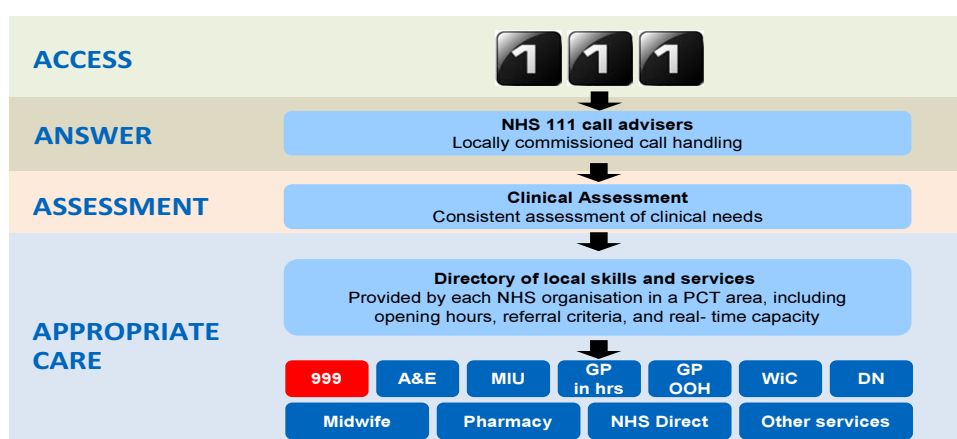 ACCESS
1 1 1
ANSWER
NHS 111 call advisers
Locally commissioned call handling
ASSESSMENT
Clinical Assessment
Consistent assessment of clinical needs
APPROPRIATE
CARE
Directory of local skills and services
Provided by each NHS organisation in a PCT area, including
opening hours, referral criteria, and real- time capacity
999
A&E
MIU
GP
in hrs
GP
OOH
WiC
DN
Midwife
Pharmacy
NHS Direct
Other services